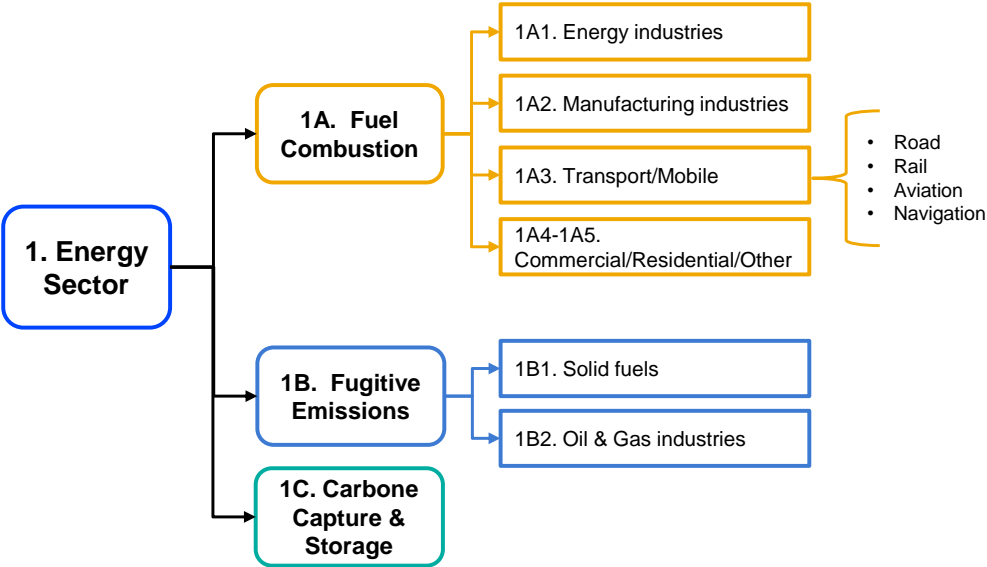 1. Energy
Sector
1A.  Fuel
Combustion
1A1. Energy industries
1A2. Manufacturing industries
1A3. Transport/Mobile
• Road
• Rail
• Aviation
• Navigation
1A4-1A5.
Commercial/Residential/Other
1B.  Fugitive
Emissions
1B1. Solid fuels
1B2. Oil & Gas industries
1C. Carbone
Capture &
Storage